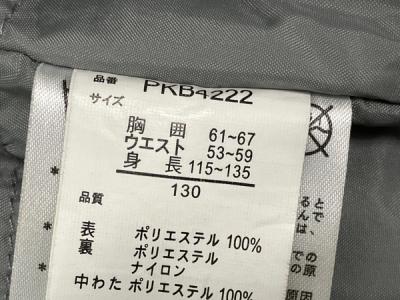 品番 PKB4222
サイズ
胸囲 61~67
ウエスト 53~59
身長 115~135
130
品質
表 ポリエステル 100%
裏 ポリエステル
ナイロン
中わた ポリエステル 100%